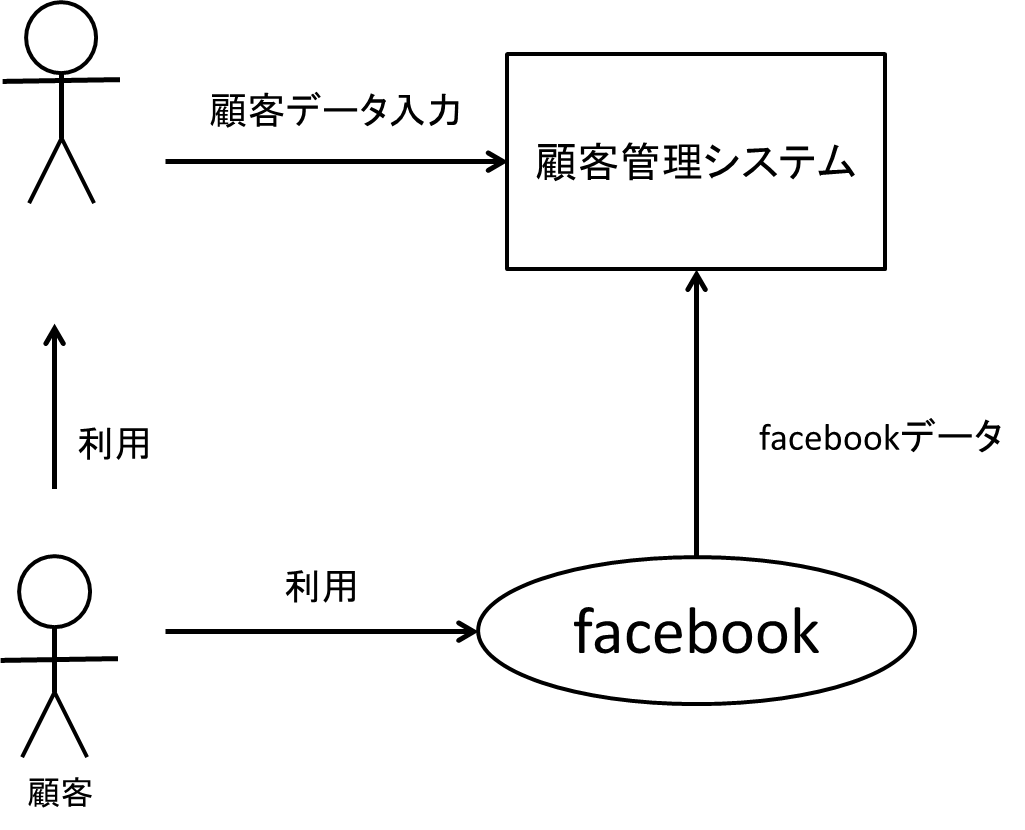 顧客データ入力
顧客管理システム
利用
facebookデータ
利用
facebook
顧客